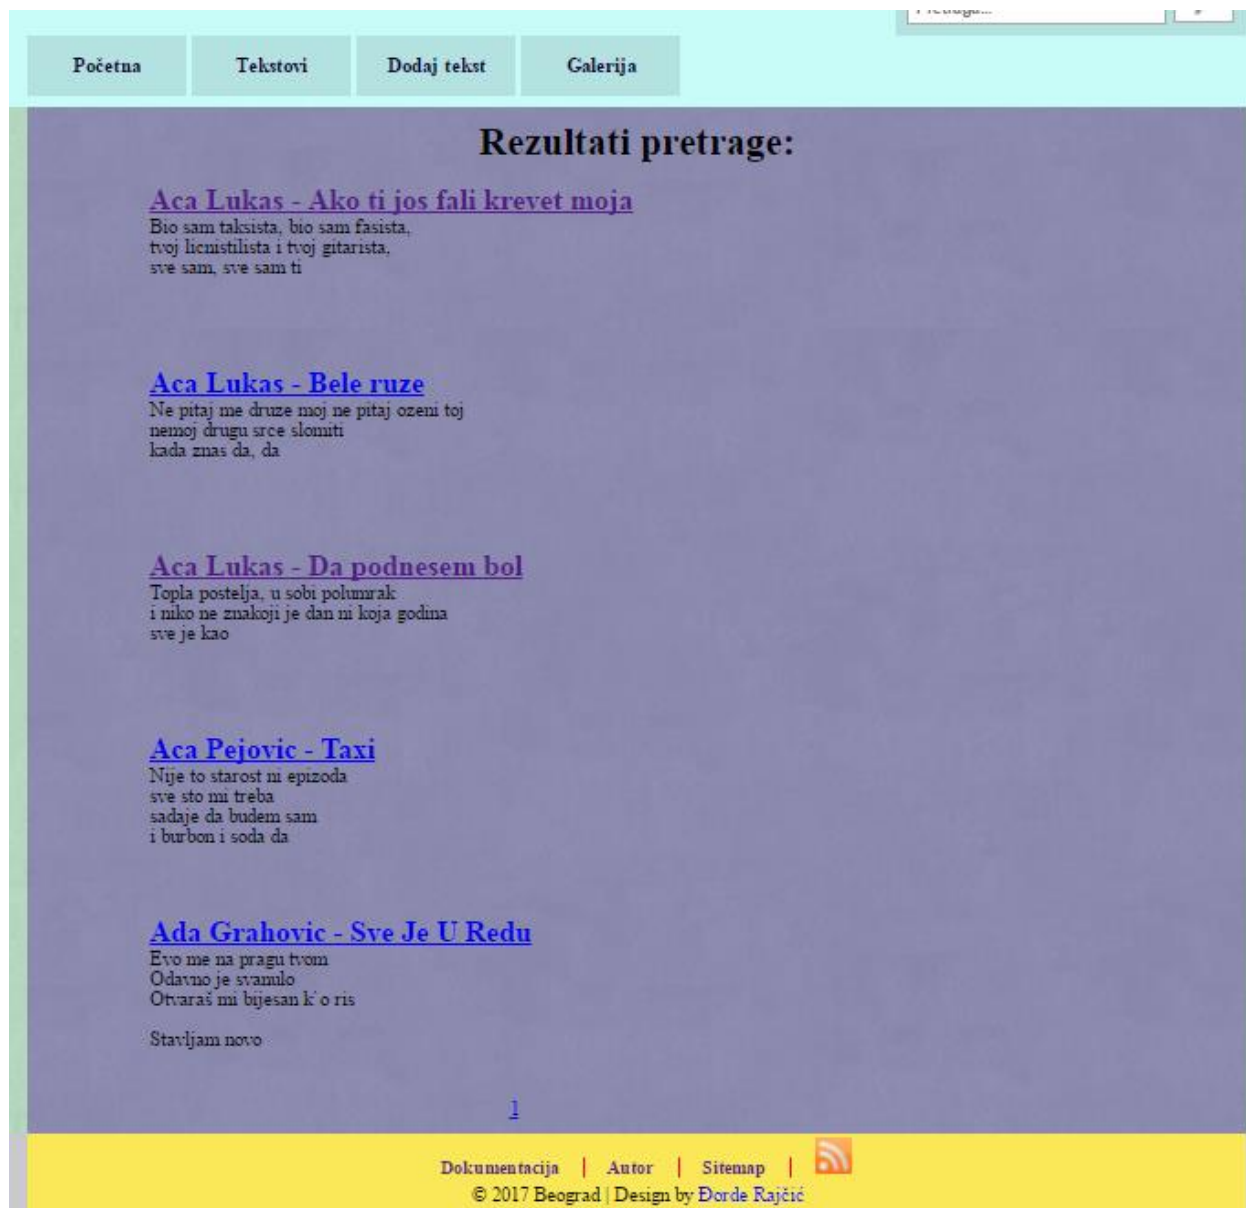 Pretraga...
Početna Tekstovi Dodaj tekst Galerija
Rezultati pretrage:
Aca Lukas - Ako ti jos fali krevet moja
Bio sam taksista, bio sam fasista,
tvoj licnistilista i tvoj gitarista,
sve sam, sve sam ti
Aca Lukas - Bele ruze
Ne pitaj me druze moj ne pitaj ozeni toj
nemoj drugu srce slomiti
kada znas da, da
Aca Lukas - Da podnesem bol
Topla postelja, u sobi polumrak
i niko ne znakoji je dan ni koja godina
sve je kao
Aca Pejovic - Taxi
Nije to starost ni epizoda
sve sto mi treba
sadaje da budem sam
i burbon i soda da
Ada Grahovic - Sve Je U Redu
Evo me na pragu tvom
Odavno je svanulo
Otvaraš mi bijesan k`o ris
Stavljam novo
1
Dokumentacija | Autor | Sitemap |
© 2017 Beograd | Design by Đorđe Rajčić